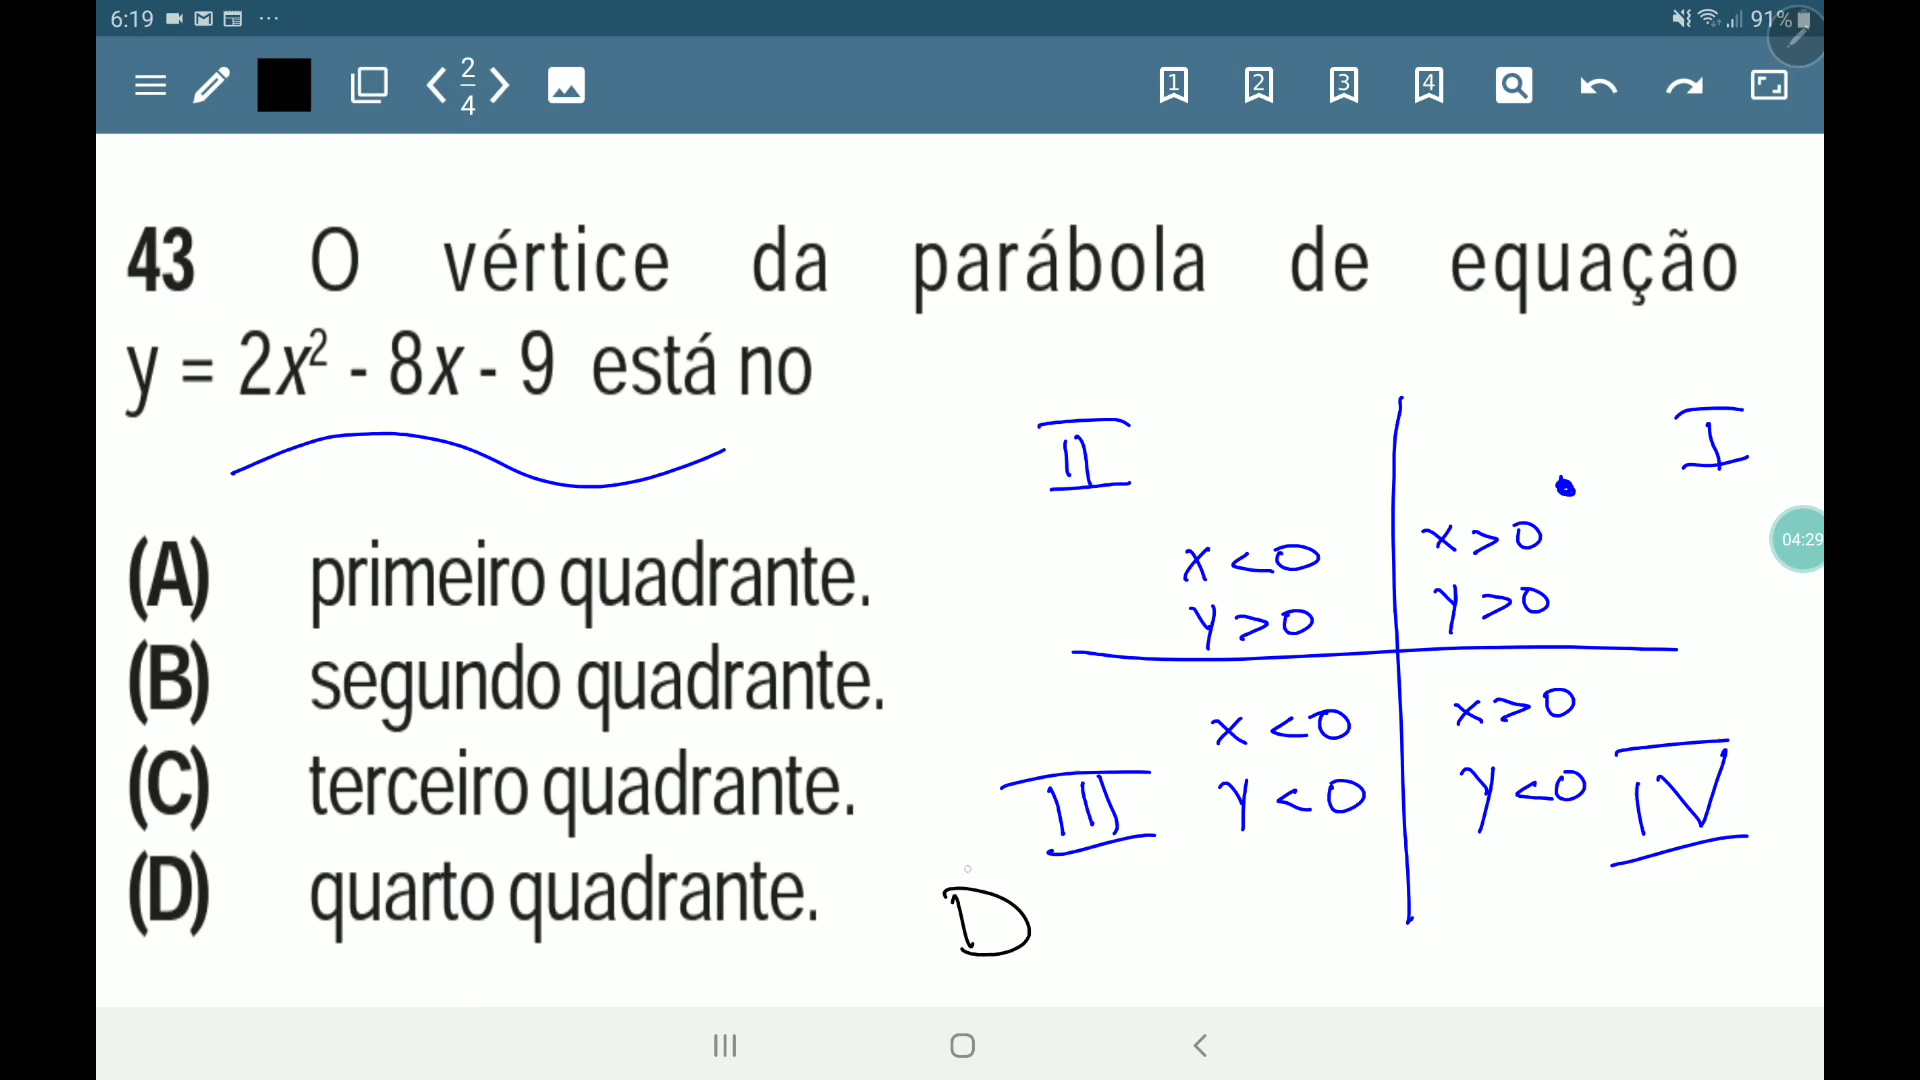 6:19 ... 91%
2
4
1 2 3 4
43 O vértice da parábola de equação
y = 2x² - 8x - 9 está no
(A) primeiro quadrante.
(B) segundo quadrante.
(C) terceiro quadrante.
(D) quarto quadrante.
II
I
x < 0
y > 0
x > 0
y > 0
x < 0
y < 0
III
x > 0
y < 0
IV
D
04:29